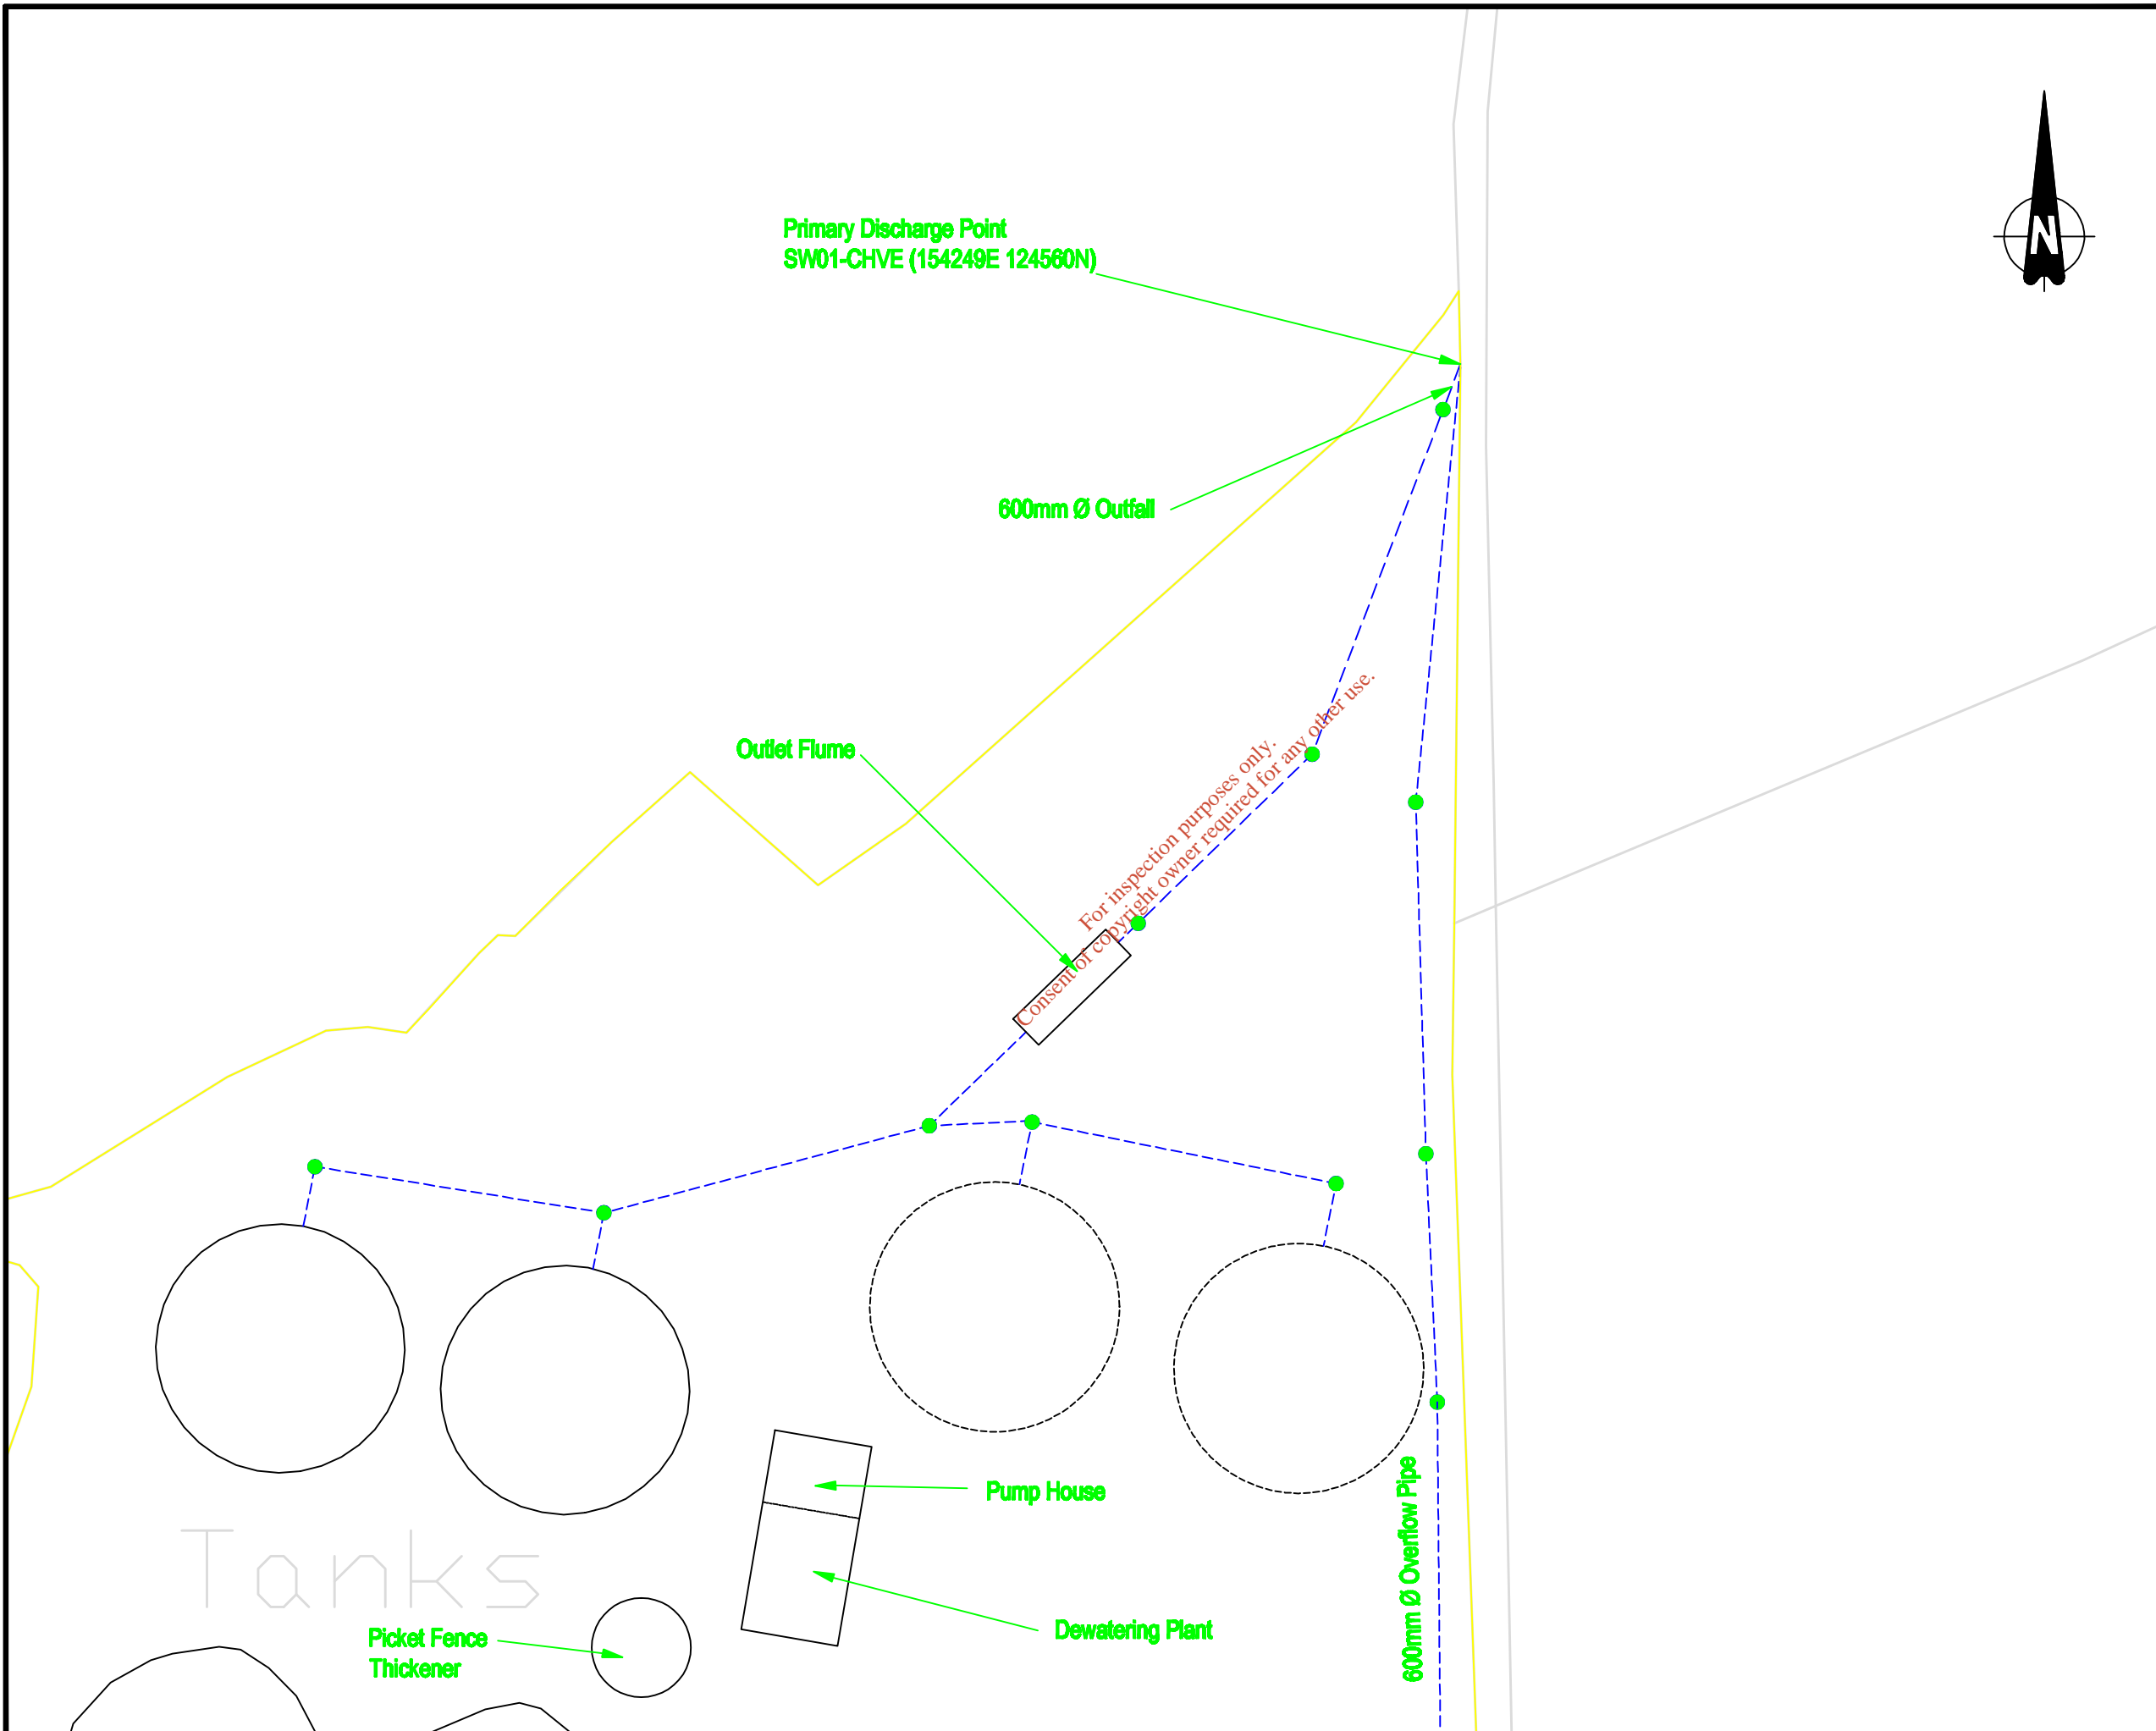 N
Primary Discharge Point
SW01-CHVE (154249E 124560N)
600mm Ø Outfall
Outlet Flume
For inspection purposes only.
Consent of copyright owner required for any other use.
Pump House
600mm Ø Overflow Pipe
Tanks
Dewatering Plant
Picket Fence
Thickener